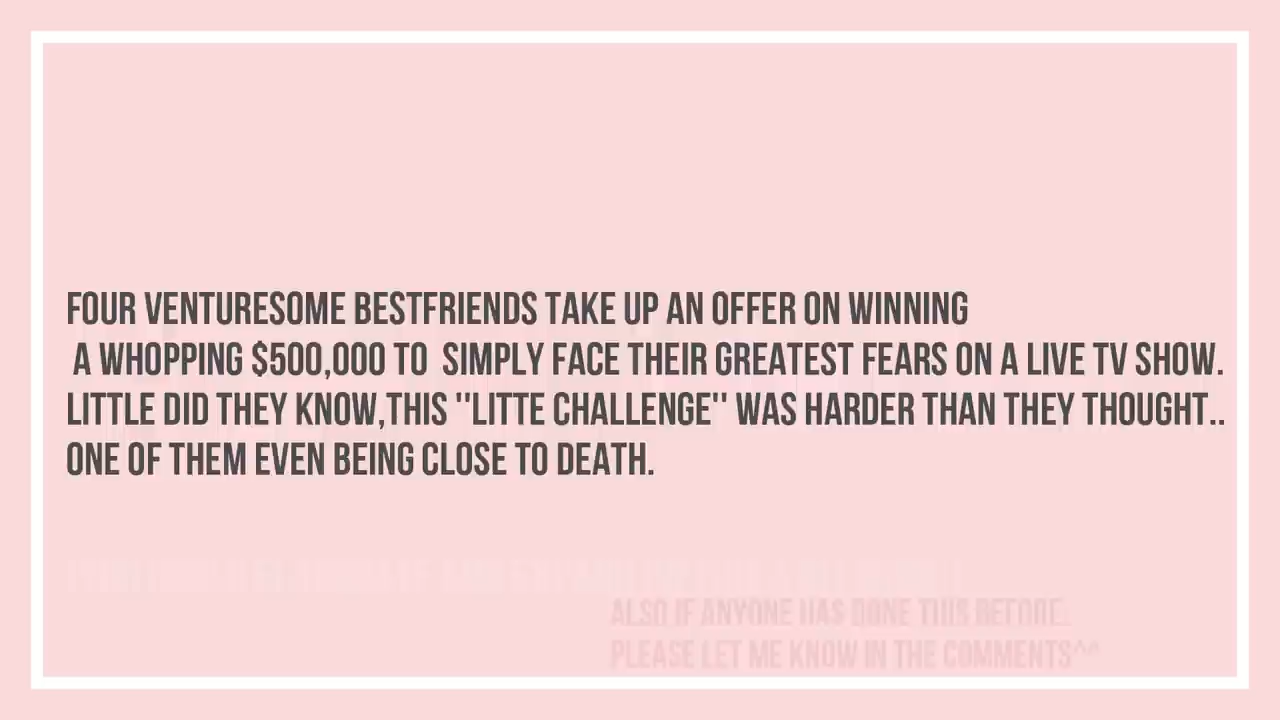 FOUR VENTURESOME BESTFRIENDS TAKE UP AN OFFER ON WINNING
A WHOPPING $500,000 TO SIMPLY FACE THEIR GREATEST FEARS ON A LIVE TV SHOW.
LITTLE DID THEY KNOW,THIS "LITTE CHALLENGE" WAS HARDER THAN THEY THOUGHT..
ONE OF THEM EVEN BEING CLOSE TO DEATH.
ALSO IF ANYONE HAS DONE THIS BEFORE.
PLEASE LET ME KNOW IN THE COMMENTS^^